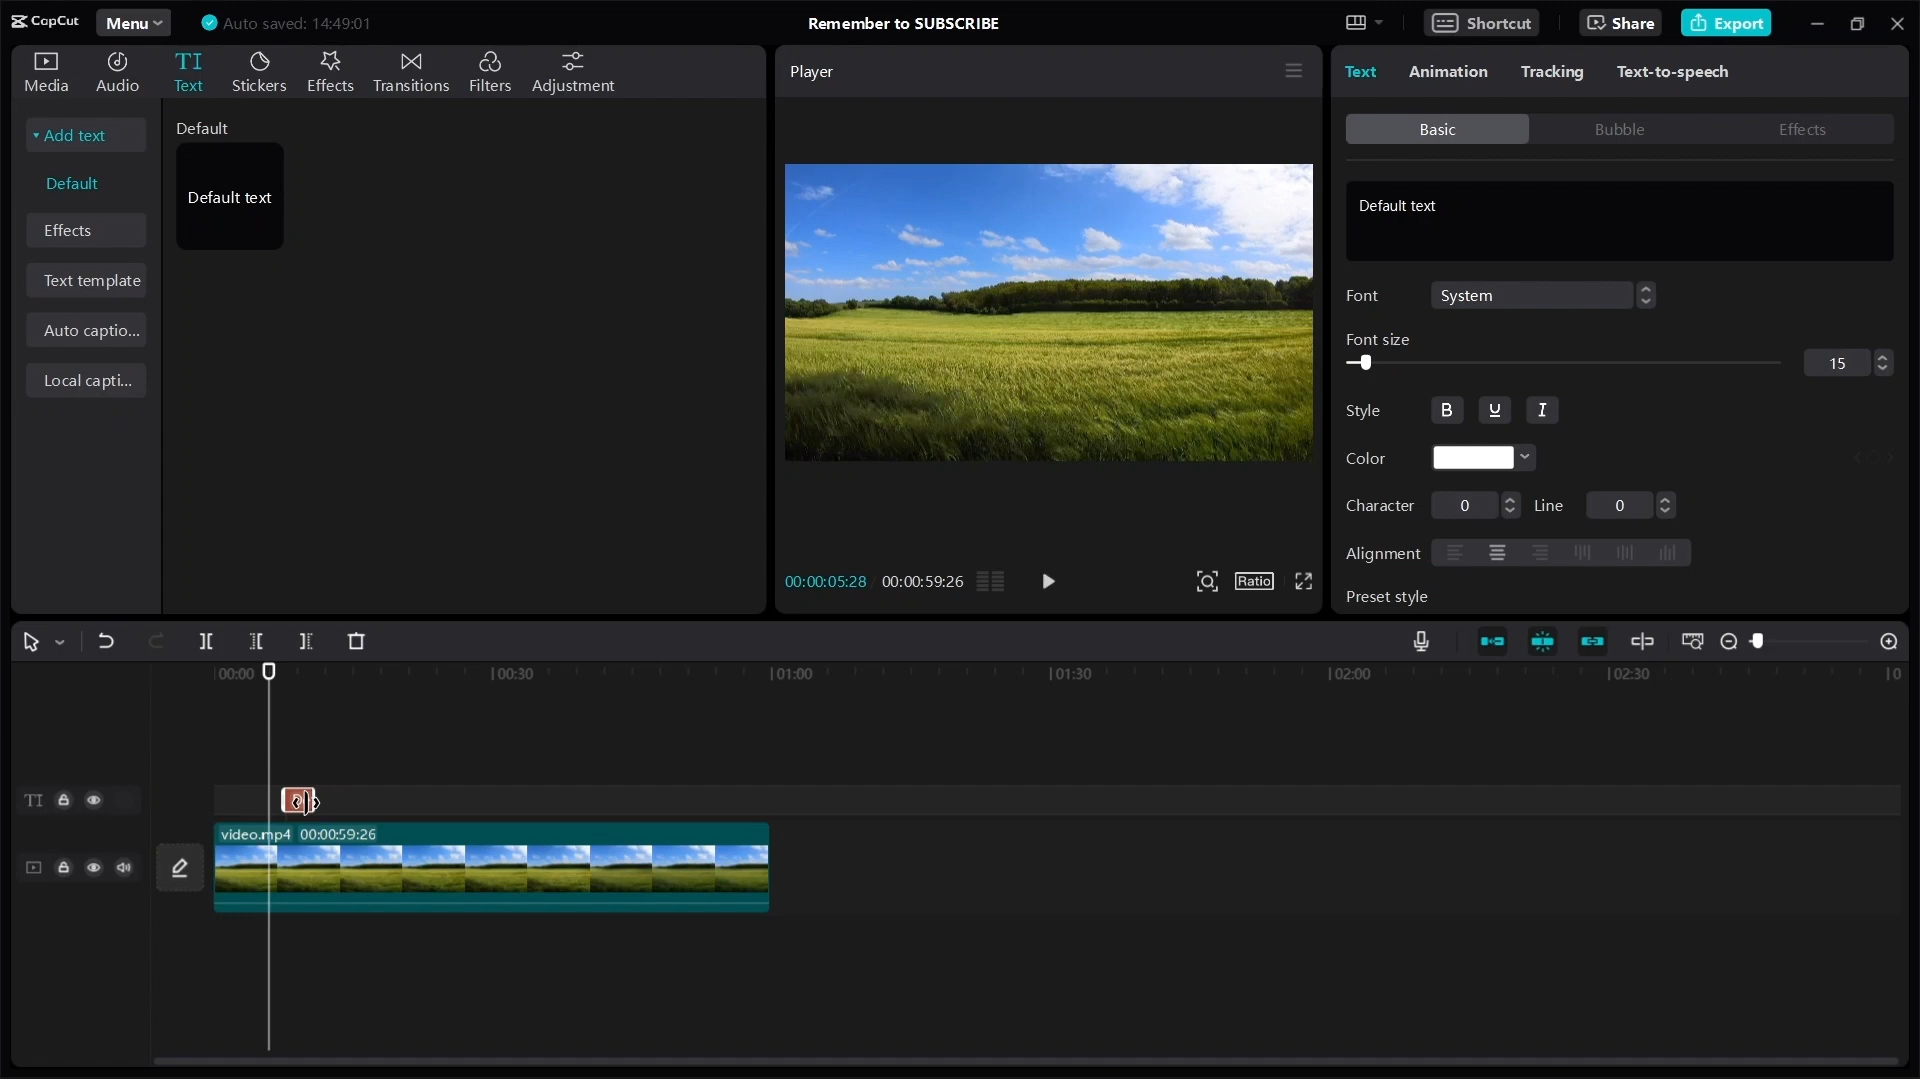 CapCut
Menu
Auto saved: 14:49:01
Remember to SUBSCRIBE
Shortcut
Share
Export
Media
Audio
TI
Text
Stickers
Effects
Transitions
Filters
Adjustment
Add text
Default
Effects
Text template
Auto captio...
Local capti...
Default
Default text
Player
00:00:05:28
00:00:59:26
Ratio
Text
Animation
Tracking
Text-to-speech
Basic
Bubble
Effects
Default text
Font
System
Font size
15
Style
B
U
I
Color
Character
0
Line
0
Alignment
Preset style
00:00
00:30
01:00
01:30
02:00
02:30
0
TI
video.mp4 00:00:59:26